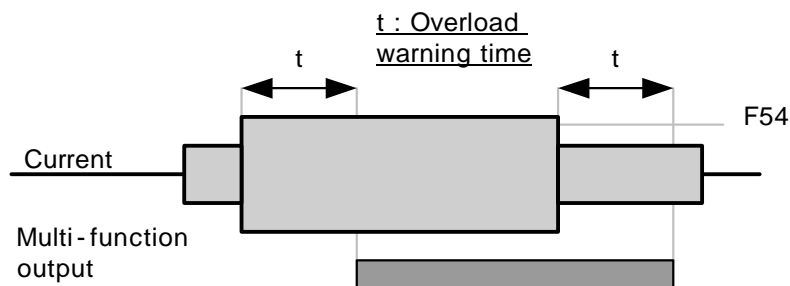 t : Overload
warning time
t
t
F54
Current
Multi-function
output